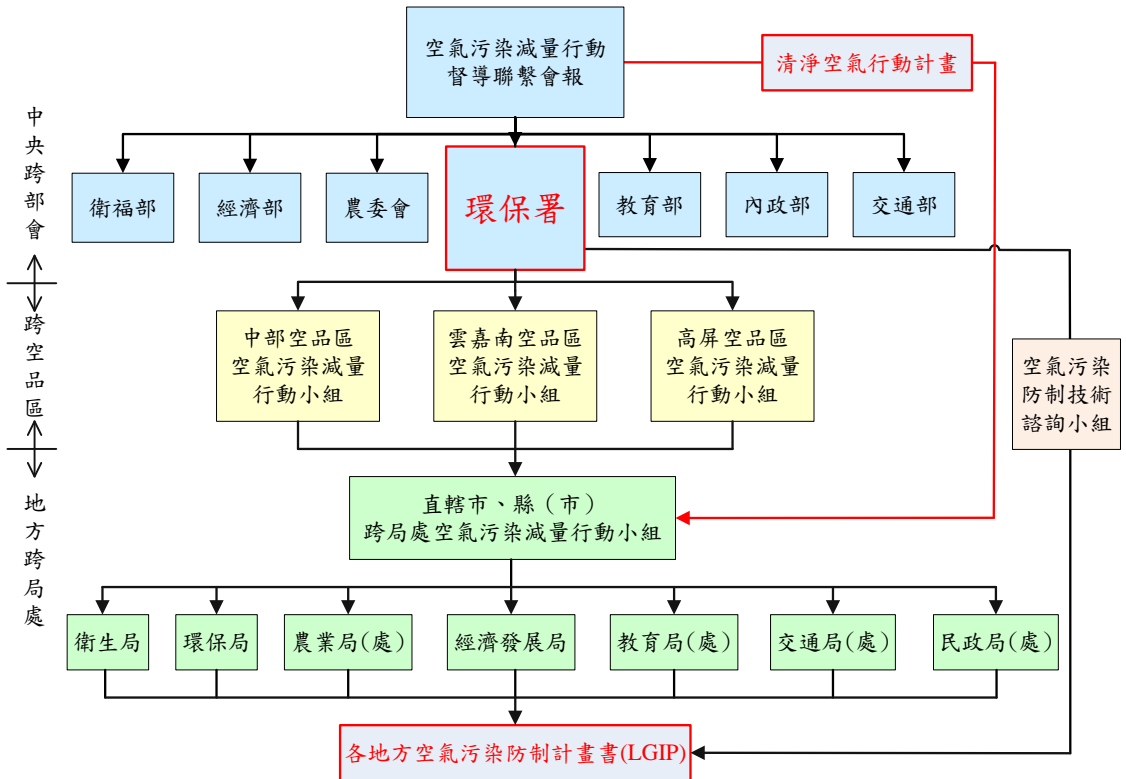 空氣污染減量行動
督導聯繫會報
清淨空氣行動計畫
中央跨部會
衛福部
經濟部
農委會
環保署
教育部
內政部
交通部
跨空品區
中部空品區
空氣污染減量
行動小組
雲嘉南空品區
空氣污染減量
行動小組
高屏空品區
空氣污染減量
行動小組
空氣污染
防制技術
諮詢小組
地方跨局處
直轄市、縣（市）
跨局處空氣污染減量行動小組
衛生局
環保局
農業局(處)
經濟發展局
教育局(處)
交通局(處)
民政局(處)
各地方空氣污染防制計畫書(LGIP)